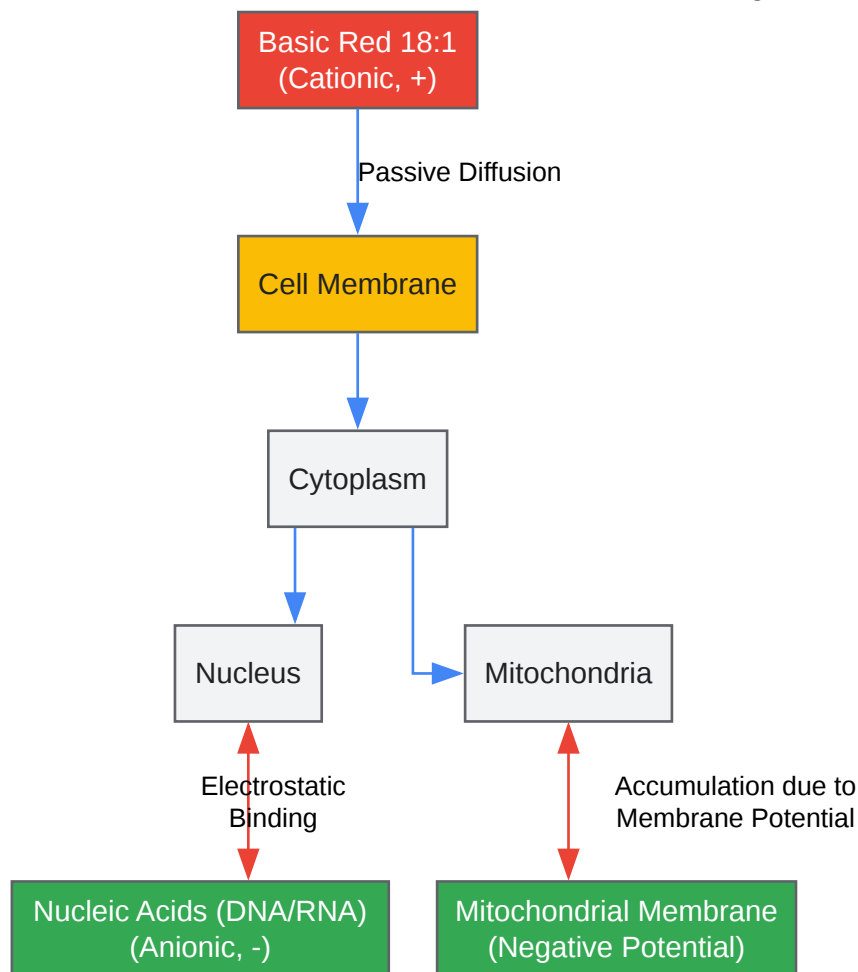 Basic Red 18:1
(Cationic, +)
Passive Diffusion
Cell Membrane
Cytoplasm
Nucleus
Mitochondria
Electrostatic
Binding
Accumulation due to
Membrane Potential
Nucleic Acids (DNA/RNA)
(Anionic, -)
Mitochondrial Membrane
(Negative Potential)